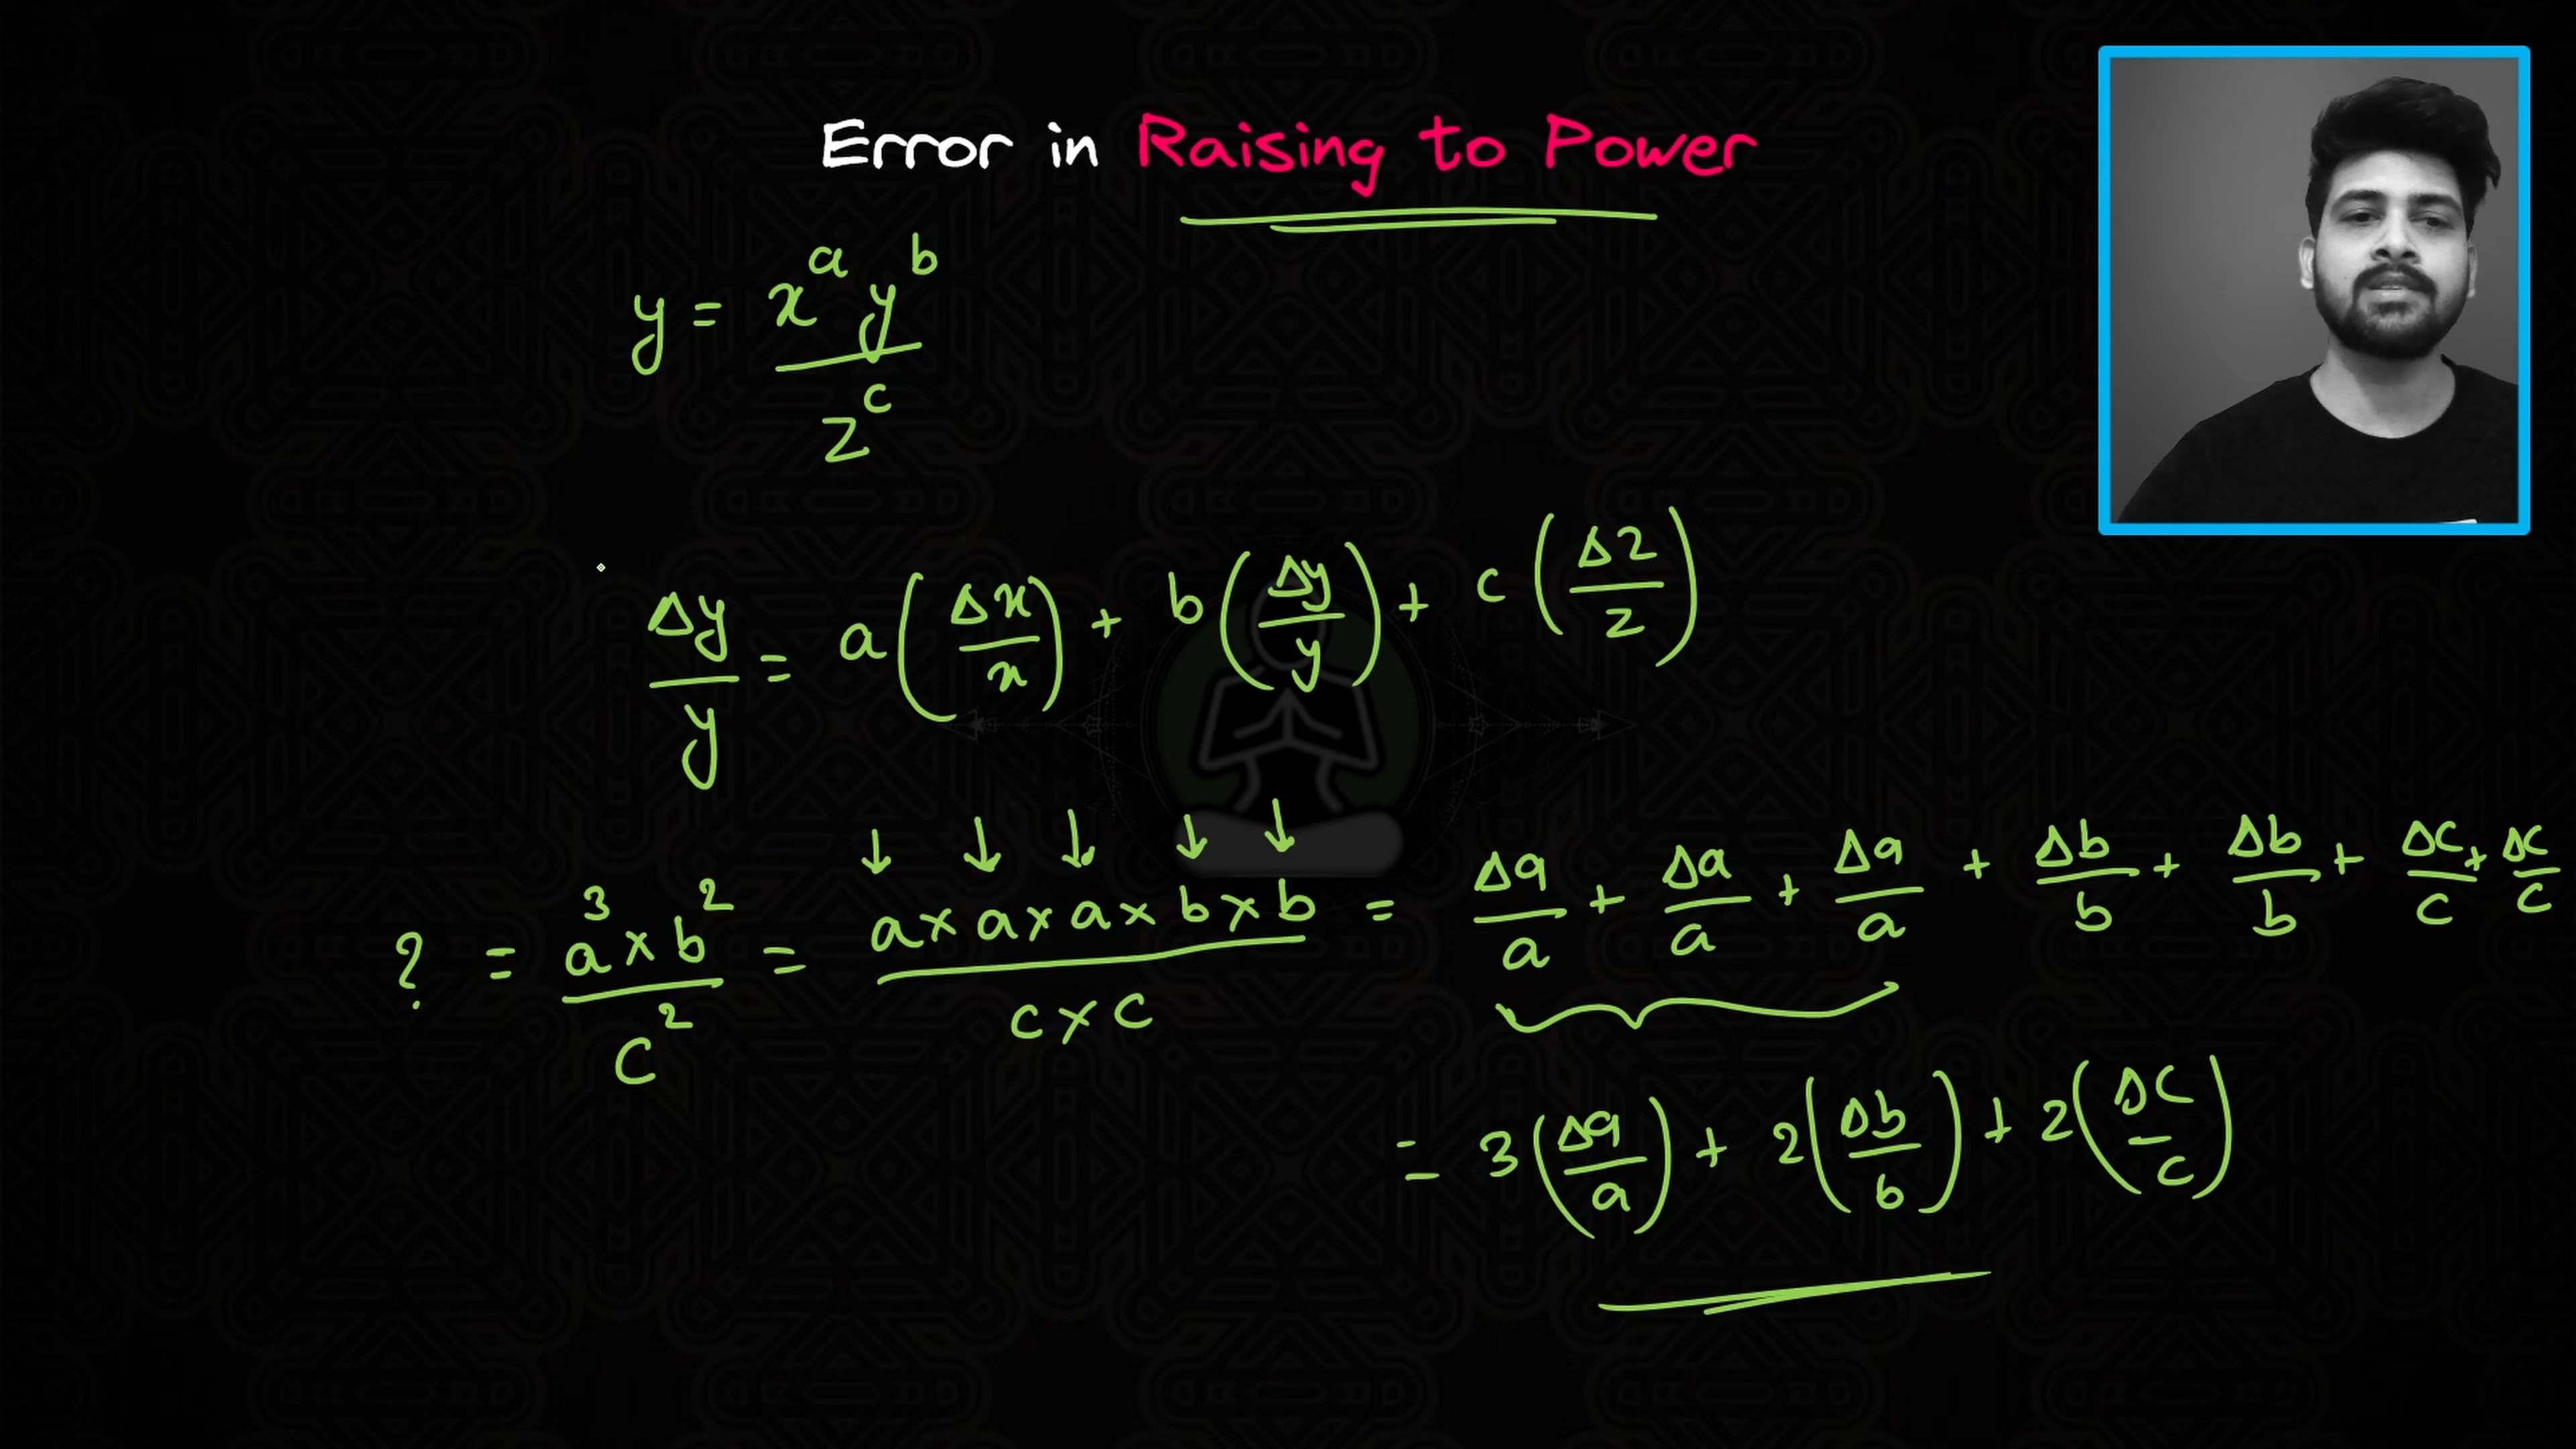 Error in Raising to Power
y = x^a y^b / z^c
Δy/y = a(Δx/x) + b(Δy/y) + c(Δz/z)
? = a^3 × b^2 / c^2 = a × a × a × b × b / c × c = Δa/a + Δa/a + Δa/a + Δb/b + Δb/b + Δc/c + Δc/c
= 3(Δa/a) + 2(Δb/b) + 2(Δc/c)